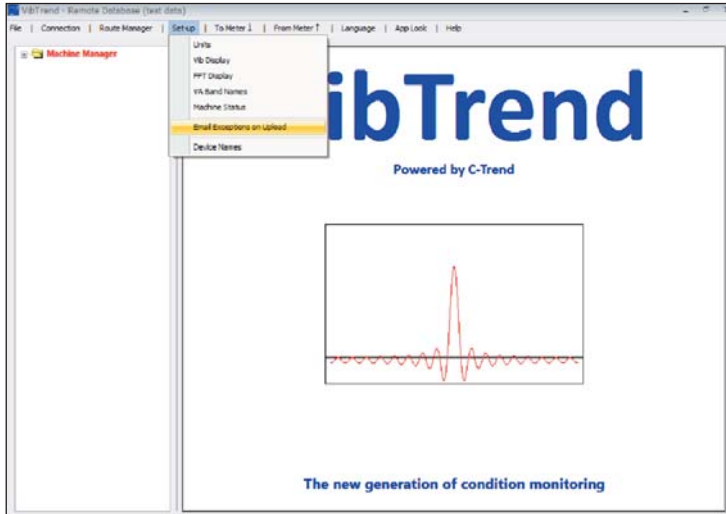 VibTrend - Remote Database (test data)
File | Connection | Route Manager | Set-up | To Meter ↓ | From Meter ↑ | Language | App Look | Help
Machine Manager
Units
Vib Display
FFT Display
VA Band Names
Machine Status
Email Exceptions on Upload
Device Names
ibTrend
Powered by C-Trend
The new generation of condition monitoring